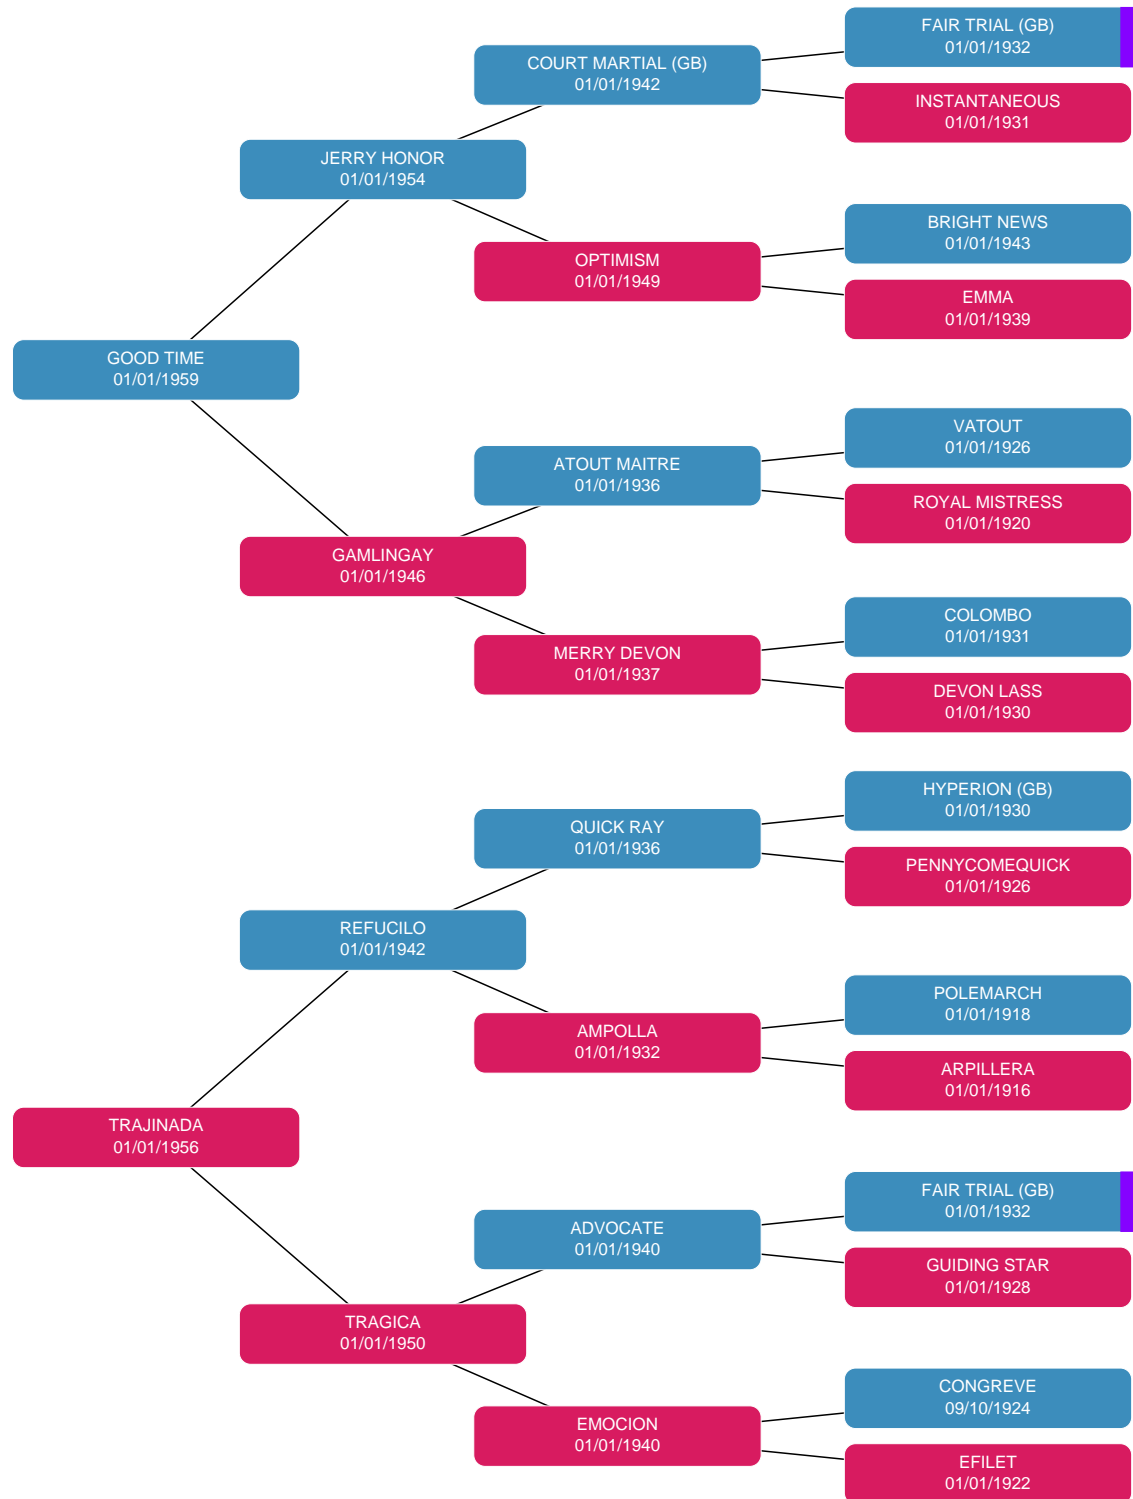 FAIR TRIAL (GB)
01/01/1932
COURT MARTIAL (GB)
01/01/1942
INSTANTANEOUS
01/01/1931
JERRY HONOR
01/01/1954
BRIGHT NEWS
01/01/1943
OPTIMISM
01/01/1949
EMMA
01/01/1939
GOOD TIME
01/01/1959
VATOUT
01/01/1926
ATOUT MAITRE
01/01/1936
ROYAL MISTRESS
01/01/1920
GAMLINGAY
01/01/1946
COLOMBO
01/01/1931
MERRY DEVON
01/01/1937
DEVON LASS
01/01/1930
HYPERION (GB)
01/01/1930
QUICK RAY
01/01/1936
PENNYCOMEQUICK
01/01/1926
REFUCILO
01/01/1942
POLEMARCH
01/01/1918
AMPOLLA
01/01/1932
ARPILLERA
01/01/1916
TRAJINADA
01/01/1956
FAIR TRIAL (GB)
01/01/1932
ADVOCATE
01/01/1940
GUIDING STAR
01/01/1928
TRAGICA
01/01/1950
CONGREVE
09/10/1924
EMOCION
01/01/1940
EFILET
01/01/1922